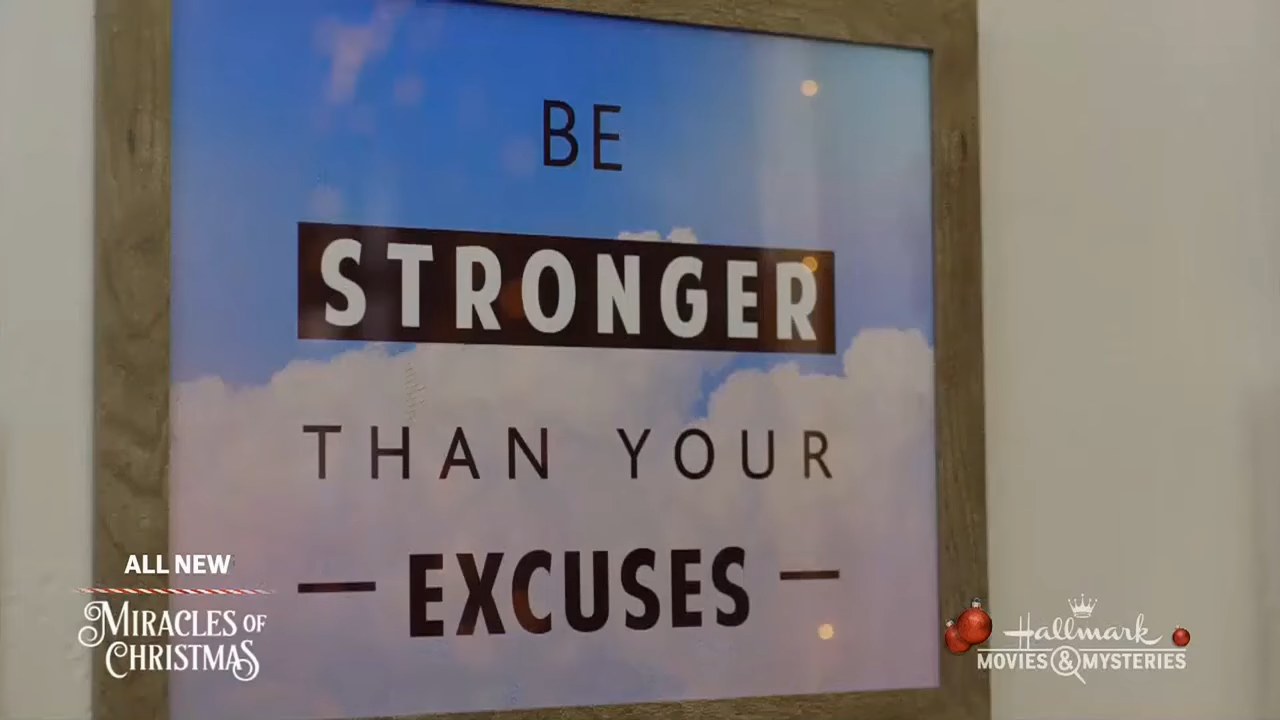 BE
STRONGER
THAN YOUR
EXCUSES
ALL NEW
MIRACLES OF
CHRISTMAS
Hallmark
MOVIES & MYSTERIES